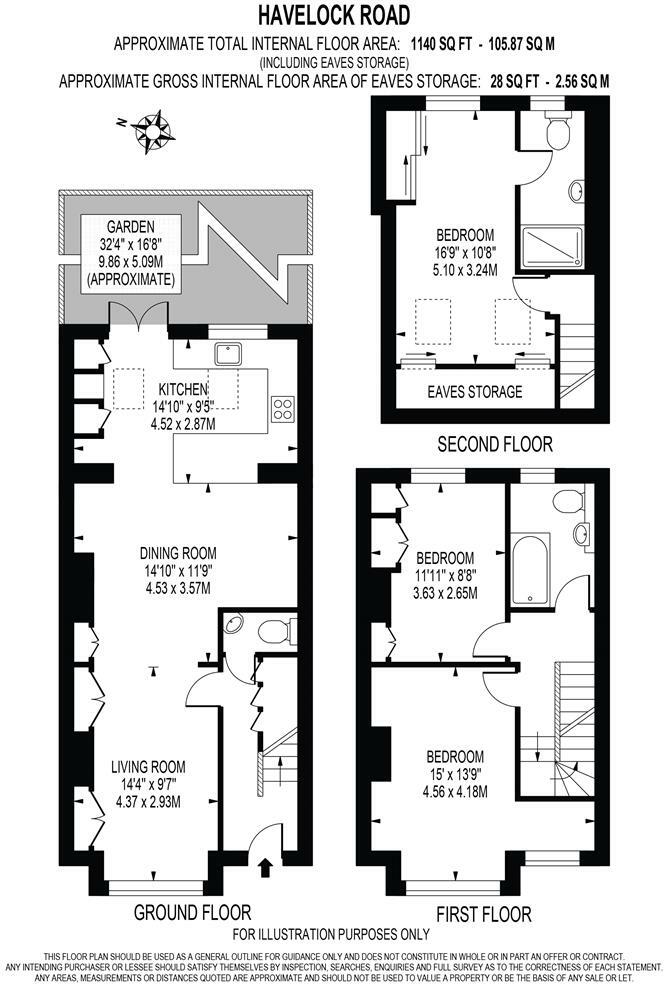 HAVELOCK ROAD
APPROXIMATE TOTAL INTERNAL FLOOR AREA: 1140 SQ FT - 105.87 SQ M
(INCLUDING EAVES STORAGE)
APPROXIMATE GROSS INTERNAL FLOOR AREA OF EAVES STORAGE: 28 SQ FT - 2.56 SQ M
N
GARDEN
32'4" x 16'8"
9.86 x 5.09M
(APPROXIMATE)
KITCHEN
14'10" x 9'5"
4.52 x 2.87M
DINING ROOM
14'10" x 11'9"
4.53 x 3.57M
LIVING ROOM
14'4" x 9'7"
4.37 x 2.93M
GROUND FLOOR
BEDROOM
16'9" x 10'8"
5.10 x 3.24M
EAVES STORAGE
SECOND FLOOR
BEDROOM
11'11" x 8'8"
3.63 x 2.65M
BEDROOM
15' x 13'9"
4.56 x 4.18M
FIRST FLOOR
FOR ILLUSTRATION PURPOSES ONLY
THIS FLOOR PLAN SHOULD BE USED AS A GENERAL OUTLINE FOR GUIDANCE ONLY AND DOES NOT CONSTITUTE IN WHOLE OR IN PART AN OFFER OR CONTRACT.
ANY INTENDING PURCHASER OR LESSEE SHOULD SATISFY THEMSELVES BY INSPECTION, SEARCHES, ENQUIRIES AND FULL SURVEY AS TO THE CORRECTNESS OF EACH STATEMENT.
ANY AREAS, MEASUREMENTS OR DISTANCES QUOTED ARE APPROXIMATE AND SHOULD NOT BE USED TO VALUE A PROPERTY OR BE THE BASIS OF ANY SALE OR LET.